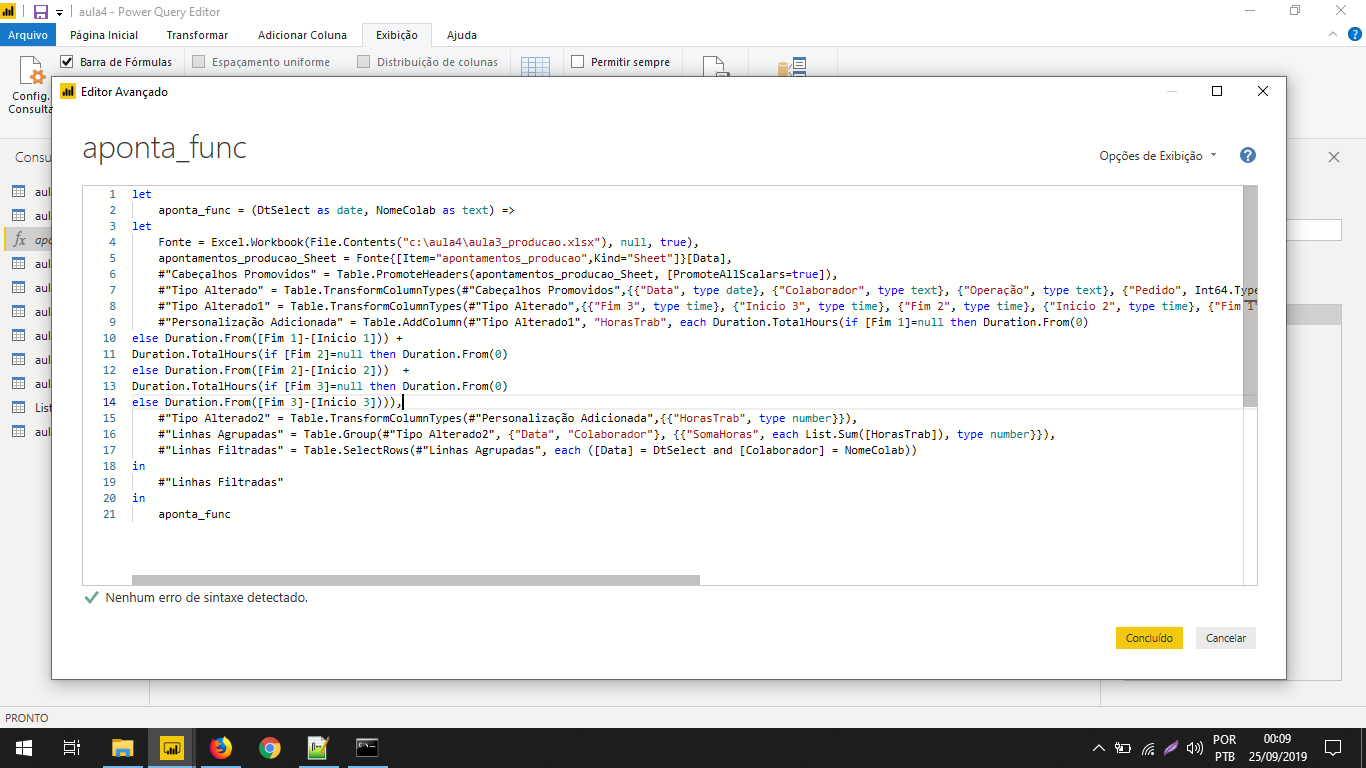 aula4 - Power Query Editor
Arquivo Página Inicial Transformar Adicionar Coluna Exibição Ajuda
Barra de Fórmulas Espaçamento uniforme Distribuição de colunas Permitir sempre
Config.
Consulta
Editor Avançado
aponta_func
Opções de Exibição
Consu
aul
aul
apo
aul
aul
aul
aul
aul
aul
List
aul
1 let
2 aponta_func = (DtSelect as date, NomeColab as text) =>
3 let
4 Fonte = Excel.Workbook(File.Contents("c:\aula4\aula3_producao.xlsx"), null, true),
5 apontamentos_producao_Sheet = Fonte{[Item="apontamentos_producao",Kind="Sheet"]}[Data],
6 #"Cabeçalhos Promovidos" = Table.PromoteHeaders(apontamentos_producao_Sheet, [PromoteAllScalars=true]),
7 #"Tipo Alterado" = Table.TransformColumnTypes(#"Cabeçalhos Promovidos",{{"Data", type date}, {"Colaborador", type text}, {"Operação", type text}, {"Pedido", Int64.Type
8 #"Tipo Alterado1" = Table.TransformColumnTypes(#"Tipo Alterado",{{"Fim 3", type time}, {"Inicio 3", type time}, {"Fim 2", type time}, {"Inicio 2", type time}, {"Fim 1"
9 #"Personalização Adicionada" = Table.AddColumn(#"Tipo Alterado1", "HorasTrab", each Duration.TotalHours(if [Fim 1]=null then Duration.From(0)
10 else Duration.From([Fim 1]-[Inicio 1])) +
11 Duration.TotalHours(if [Fim 2]=null then Duration.From(0)
12 else Duration.From([Fim 2]-[Inicio 2])) +
13 Duration.TotalHours(if [Fim 3]=null then Duration.From(0)
14 else Duration.From([Fim 3]-[Inicio 3]))),
15 #"Tipo Alterado2" = Table.TransformColumnTypes(#"Personalização Adicionada",{{"HorasTrab", type number}}),
16 #"Linhas Agrupadas" = Table.Group(#"Tipo Alterado2", {"Data", "Colaborador"}, {{"SomaHoras", each List.Sum([HorasTrab]), type number}}),
17 #"Linhas Filtradas" = Table.SelectRows(#"Linhas Agrupadas", each ([Data] = DtSelect and [Colaborador] = NomeColab))
18 in
19 #"Linhas Filtradas"
20 in
21 aponta_func
Nenhum erro de sintaxe detectado.
Concluído Cancelar
PRONTO
POR
PTB
00:09
25/09/2019